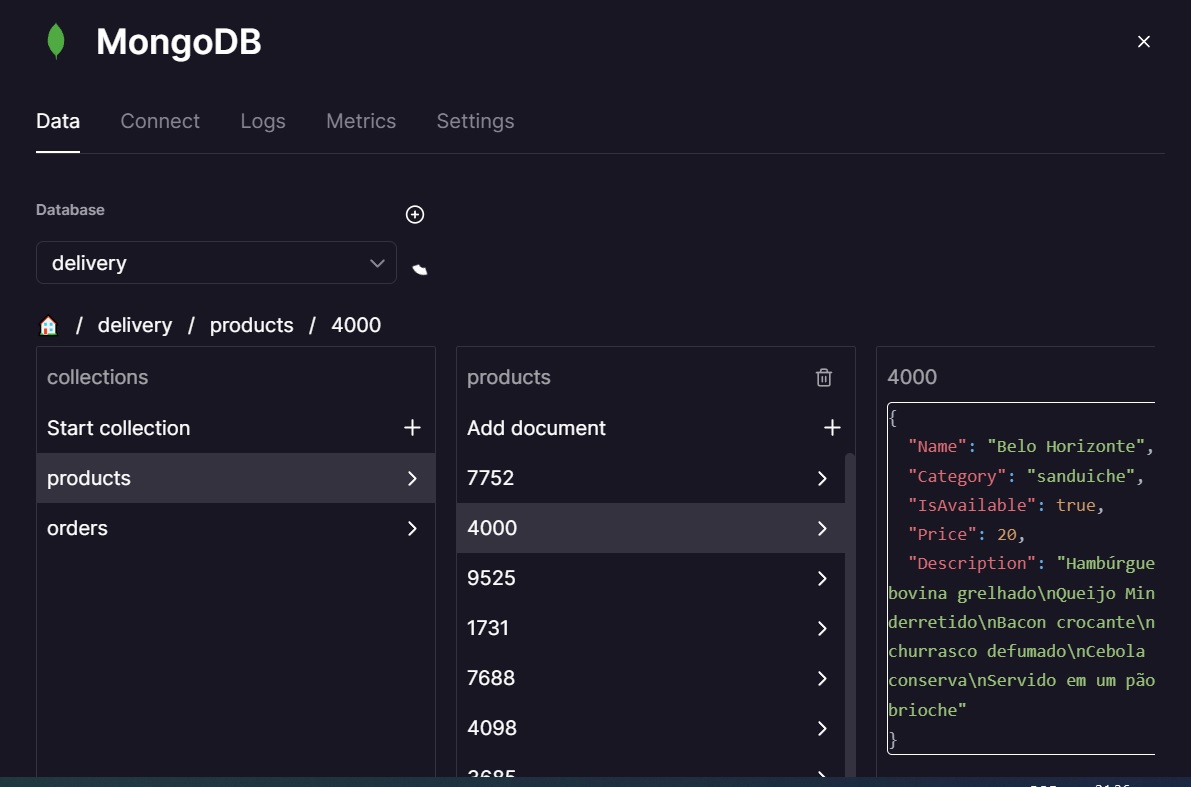 MongoDB
Data Connect Logs Metrics Settings
Database
delivery
/ delivery / products / 4000
collections
Start collection
products
orders
products
Add document
7752
4000
9525
1731
7688
4098
3685
4000
{
"Name": "Belo Horizonte",
"Category": "sanduiche",
"IsAvailable": true,
"Price": 20,
"Description": "Hambúrgue
bovina grelhado\nQueijo Min
derretido\nBacon crocante\n
churrasco defumado\nCebola
conserva\nServido em um pão
brioche"
}